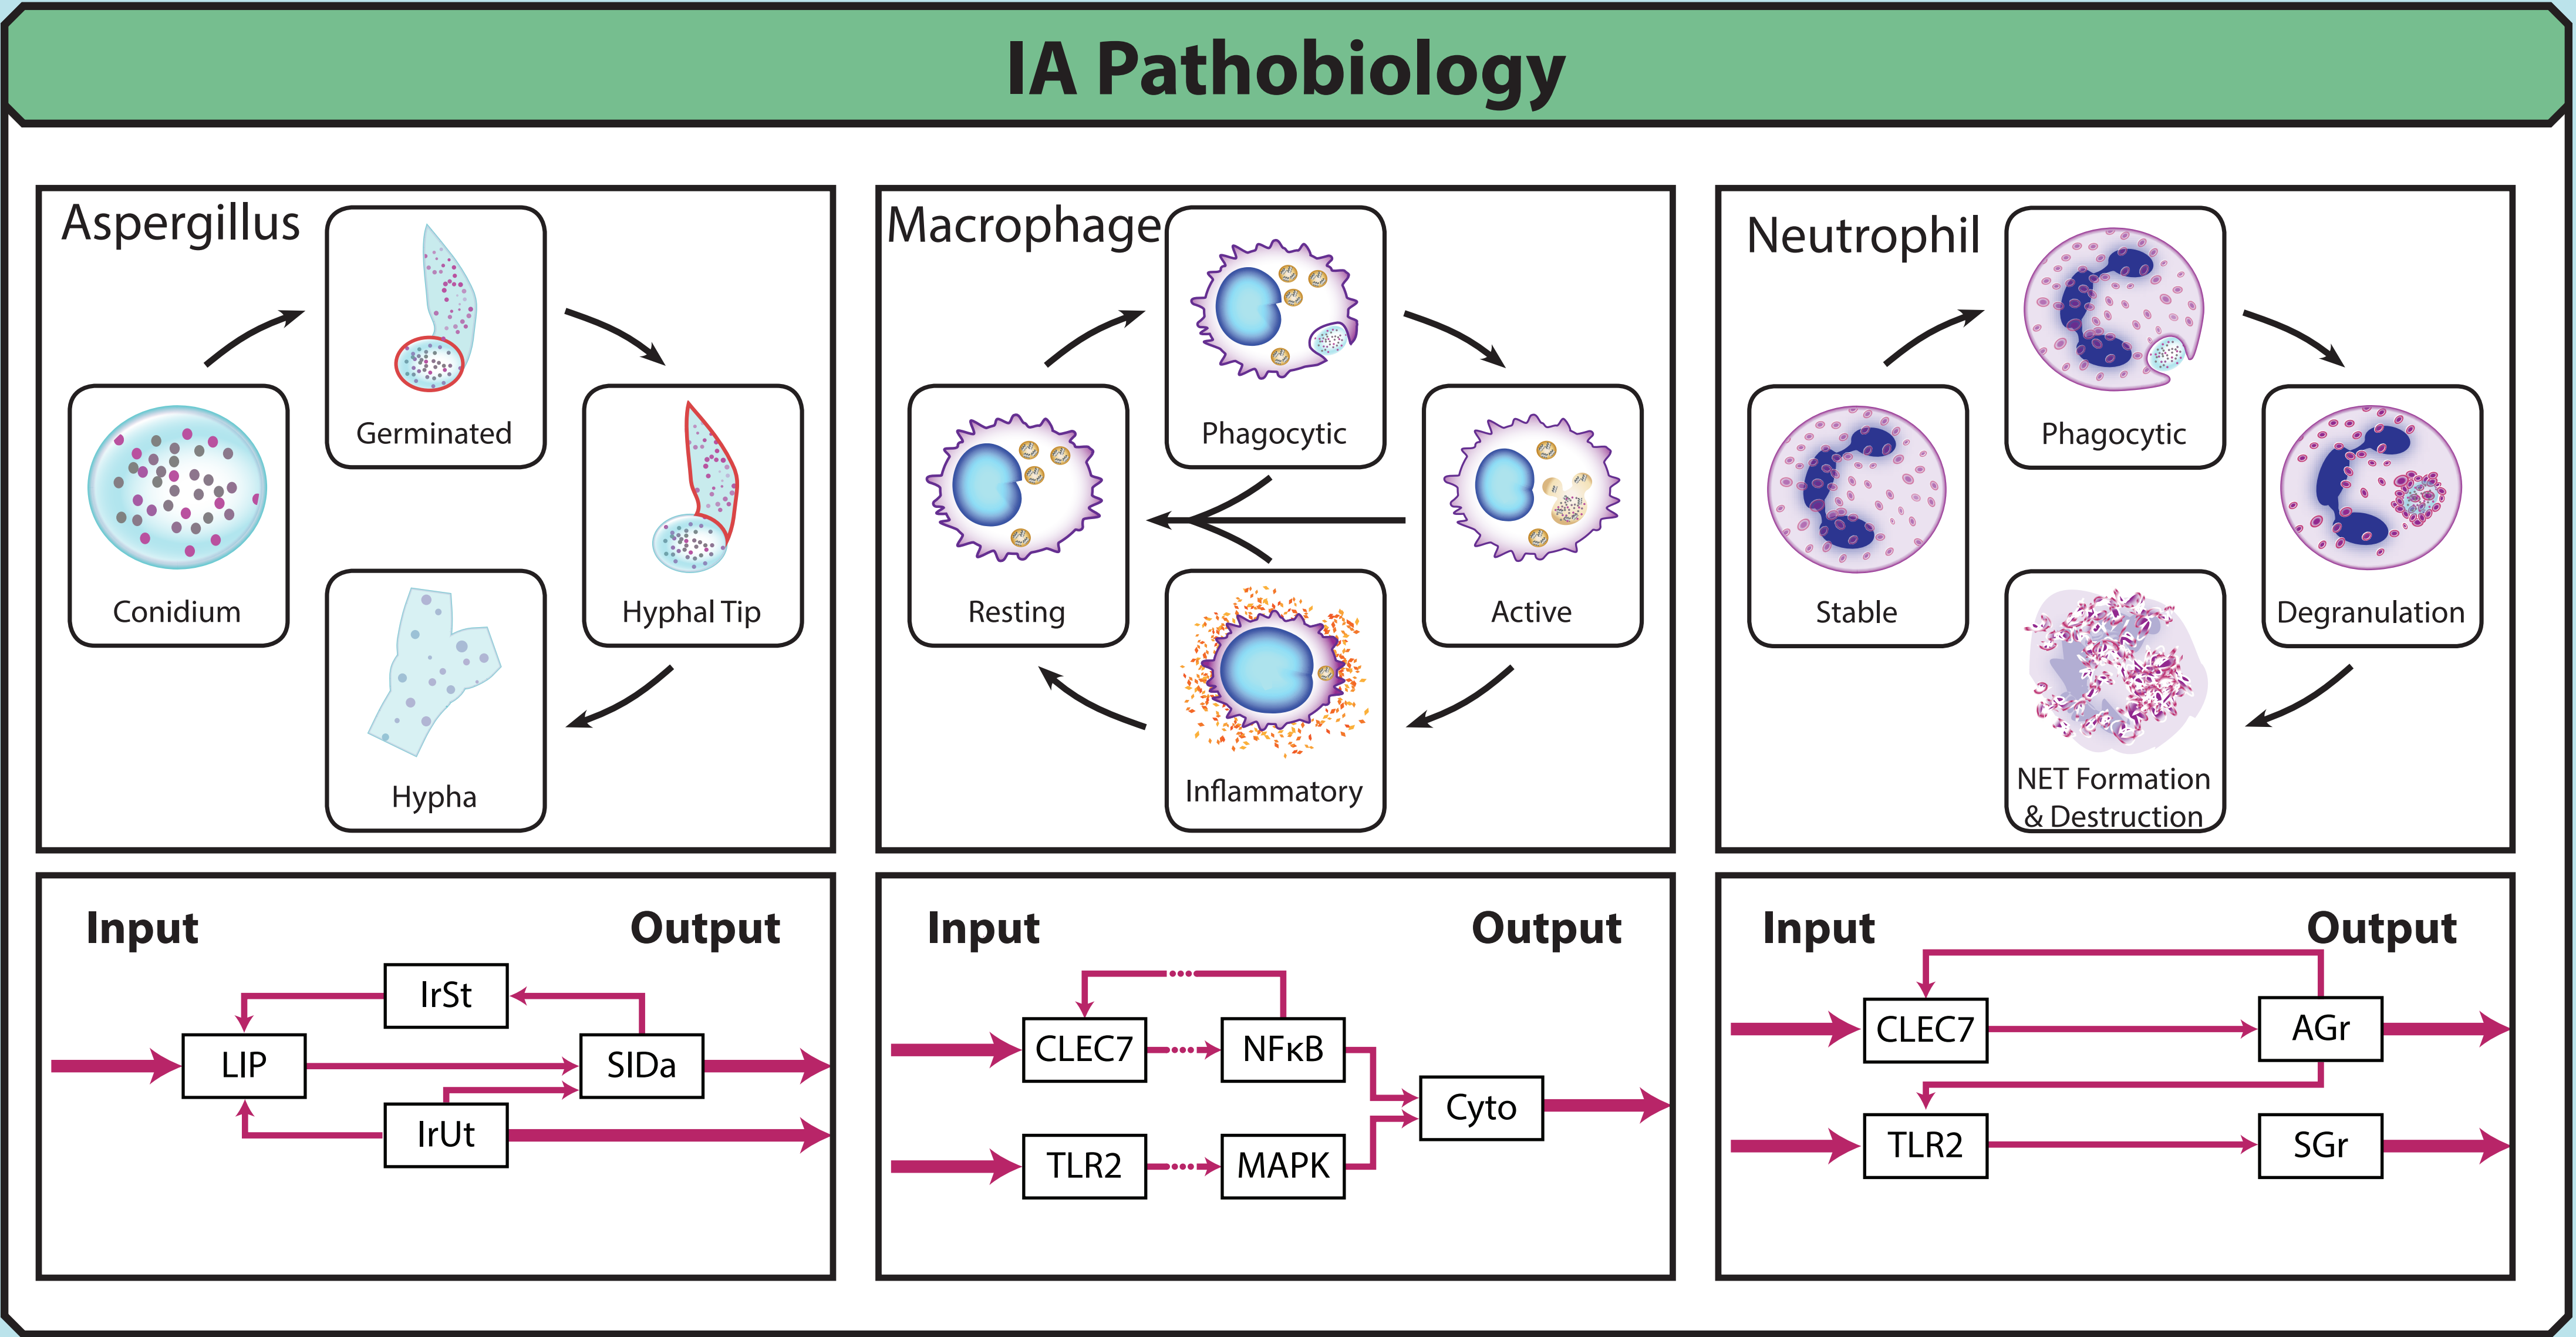 IA Pathobiology
Aspergillus
Germinated
Conidium
Hyphal Tip
Hypha
Macrophage
Phagocytic
Resting
Active
Inflammatory
Neutrophil
Phagocytic
Stable
Degranulation
NET Formation
& Destruction
Input
Output
IrSt
LIP
SIDa
IrUt
Input
Output
CLEC7
NFκB
Cyto
TLR2
MAPK
Input
Output
CLEC7
AGr
TLR2
SGr